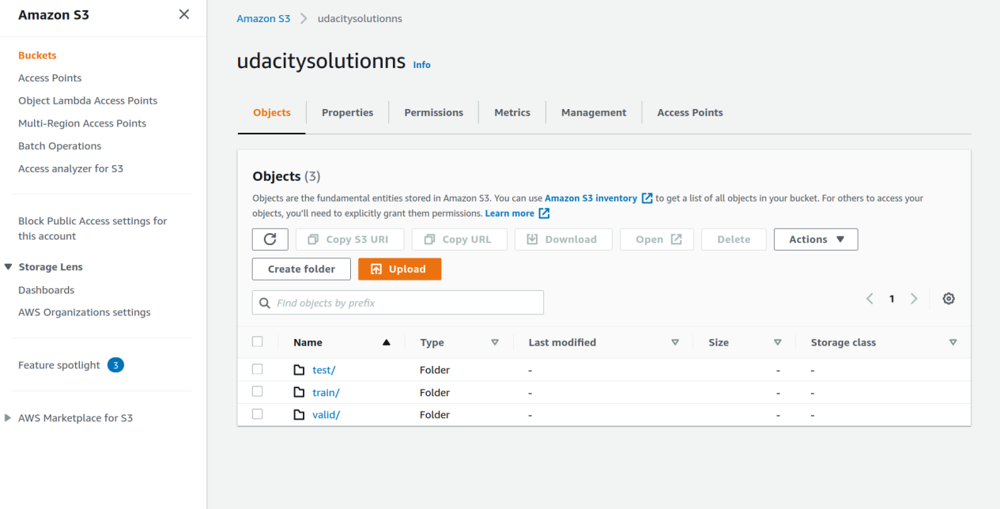 Amazon S3
Buckets
Access Points
Object Lambda Access Points
Multi-Region Access Points
Batch Operations
Access analyzer for S3
Block Public Access settings for
this account
Storage Lens
Dashboards
AWS Organizations settings
Feature spotlight 3
AWS Marketplace for S3
Amazon S3 udacitysolutionns
udacitysolutionns Info
Objects Properties Permissions Metrics Management Access Points
Objects (3)
Objects are the fundamental entities stored in Amazon S3. You can use Amazon S3 inventory to get a list of all objects in your bucket. For others to access your
objects, you'll need to explicitly grant them permissions. Learn more
Copy S3 URI Copy URL Download Open Delete Actions
Create folder Upload
Find objects by prefix 1
Name Type Last modified Size Storage class
test/ Folder - - -
train/ Folder - - -
valid/ Folder - - -